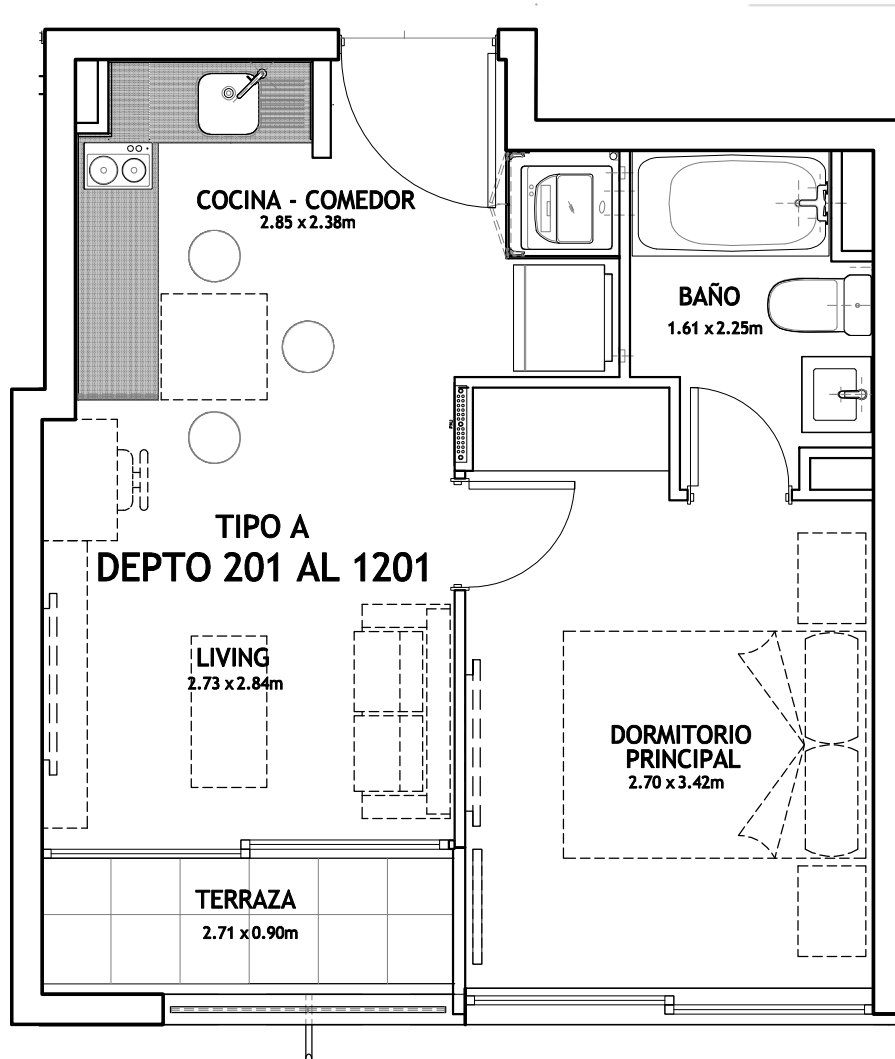 COCINA - COMEDOR
2.85 x 2.38m
BAÑO
1.61 x 2.25m
TIPO A
DEPTO 201 AL 1201
LIVING
2.73 x 2.84m
DORMITORIO
PRINCIPAL
2.70 x 3.42m
TERRAZA
2.71 x 0.90m